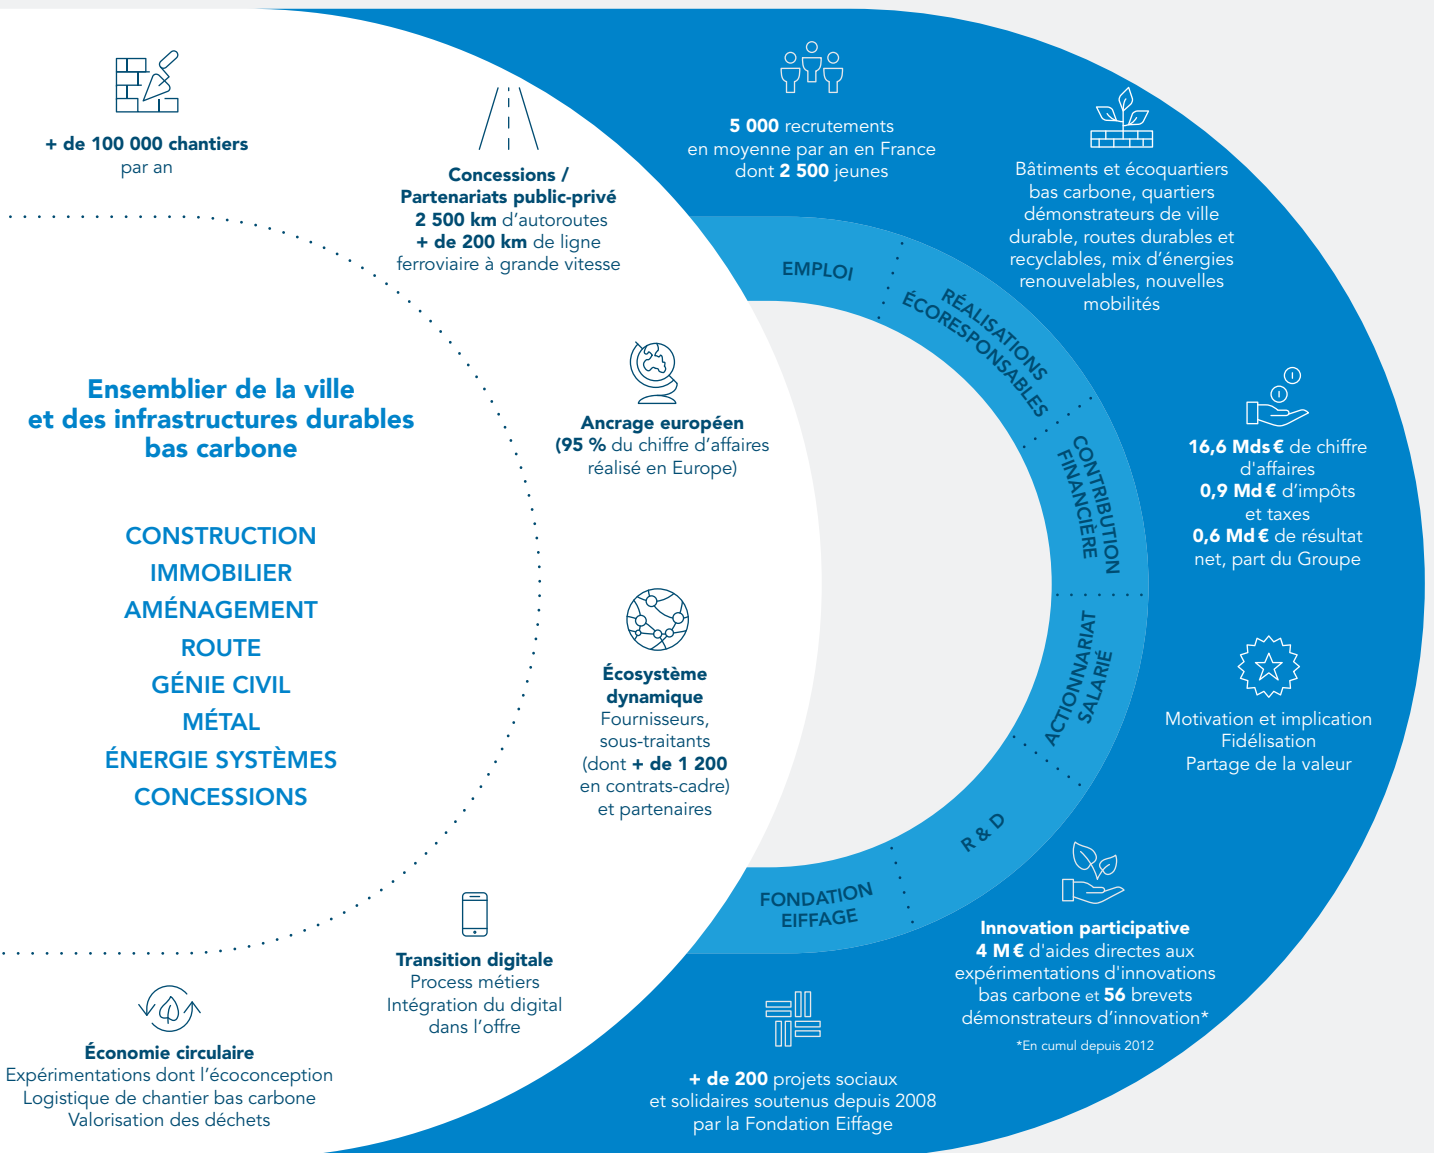 + de 100 000 chantiers
par an
Concessions /
Partenariats public-privé
2 500 km d'autoroutes
+ de 200 km de ligne
ferroviaire à grande vitesse
Ensemblier de la ville
et des infrastructures durables
bas carbone
CONSTRUCTION
IMMOBILIER
AMÉNAGEMENT
ROUTE
GÉNIE CIVIL
MÉTAL
ÉNERGIE SYSTÈMES
CONCESSIONS
Ancrage européen
(95 % du chiffre d'affaires
réalisé en Europe)
Écosystème
dynamique
Fournisseurs,
sous-traitants
(dont + de 1 200
en contrats-cadre)
et partenaires
Transition digitale
Process métiers
Intégration du digital
dans l'offre
Économie circulaire
Expérimentations dont l'écoconception
Logistique de chantier bas carbone
Valorisation des déchets
EMPLOI
5 000 recrutements
en moyenne par an en France
dont 2 500 jeunes
RÉALISATIONS
ÉCORESPONSABLES
Bâtiments et écoquartiers
bas carbone, quartiers
démonstrateurs de ville
durable, routes durables et
recyclables, mix d'énergies
renouvelables, nouvelles
mobilités
CONTRIBUTION
FINANCIÈRE
16,6 Mds € de chiffre
d'affaires
0,9 Md € d'impôts
et taxes
0,6 Md € de résultat
net, part du Groupe
ACTIONNARIAT
SALARIÉ
Motivation et implication
Fidélisation
Partage de la valeur
R & D
Innovation participative
4 M € d'aides directes aux
expérimentations d'innovations
bas carbone et 56 brevets
démonstrateurs d'innovation*
*En cumul depuis 2012
FONDATION
EIFFAGE
+ de 200 projets sociaux
et solidaires soutenus depuis 2008
par la Fondation Eiffage